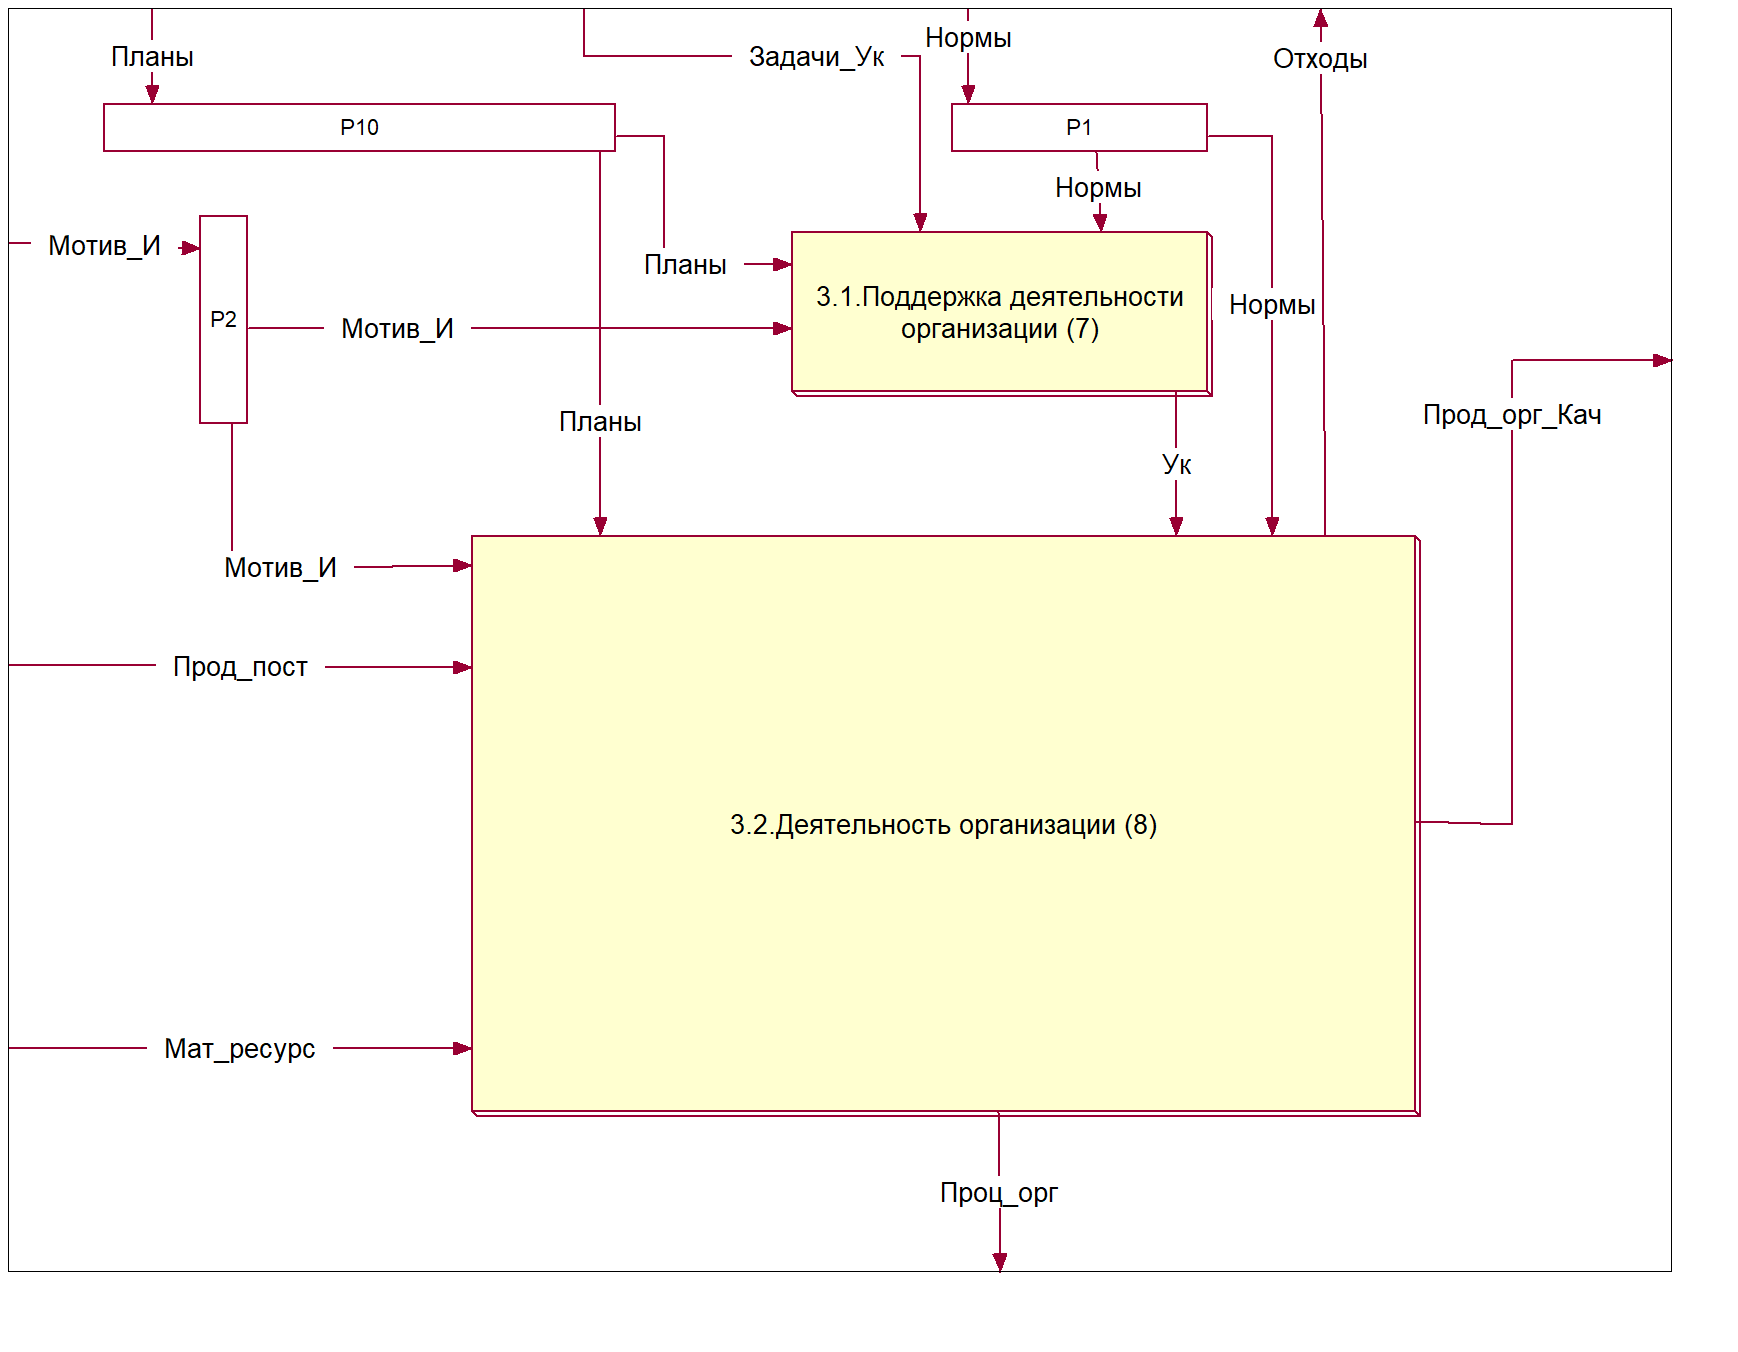 Планы
Задачи_Ук
Нормы
Отходы
P10
P1
Нормы
Мотив_И
Планы
P2
Мотив_И
3.1.Поддержка деятельности
организации (7)
Нормы
Планы
Прод_орг_Кач
Ук
Мотив_И
Прод_пост
3.2.Деятельность организации (8)
Мат_ресурс
Проц_орг